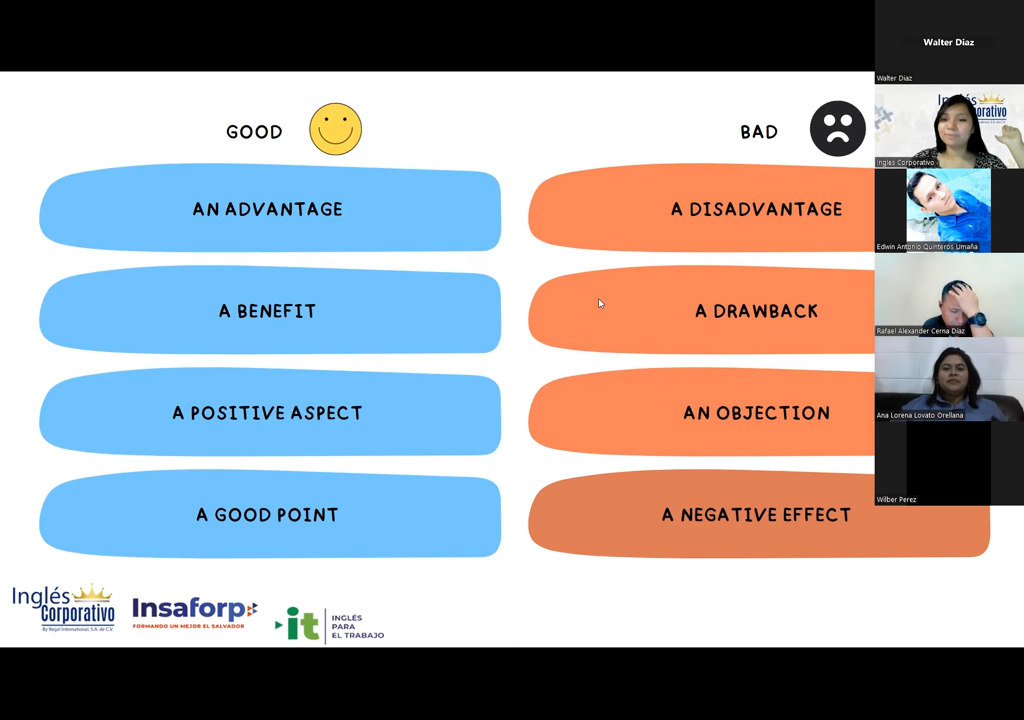 Walter Diaz
Walter Diaz
GOOD
BAD
AN ADVANTAGE
A DISADVANTAGE
A BENEFIT
A DRAWBACK
A POSITIVE ASPECT
AN OBJECTION
A GOOD POINT
A NEGATIVE EFFECT
Inglés Corporativo
Edwin Antonio Quinteros Umaña
Rafael Alexander Cerna Diaz
Ana Lorena Lovato Orellana
Wilber Perez
Inglés
Corporativo
By Regal International, S.A. de C.V.
Insaforp
FORMANDO UN MEJOR EL SALVADOR
it
INGLÉS
PARA
EL TRABAJO